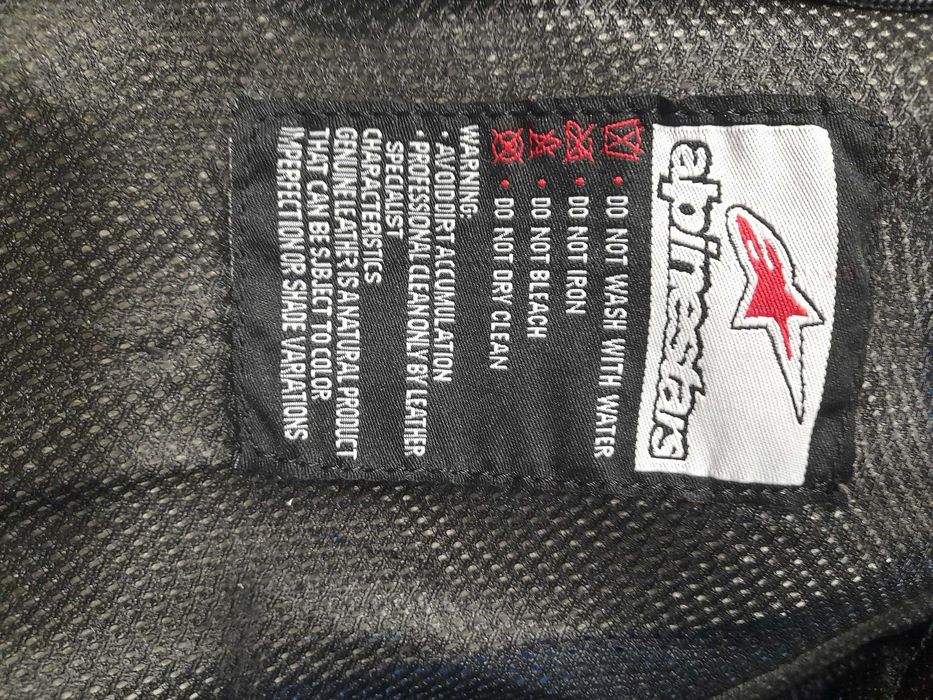 alpinestars
• DO NOT WASH WITH WATER
• DO NOT IRON
• DO NOT BLEACH
• DO NOT DRY CLEAN
WARNING:
• AVOID DIRT ACCUMULATION
• PROFESSIONAL CLEAN ONLY BY LEATHER
SPECIALIST
CHARACTERISTICS
GENUINE LEATHER IS A NATURAL PRODUCT
THAT CAN BE SUBJECT TO COLOR
IMPERFECTION OR SHADE VARIATIONS